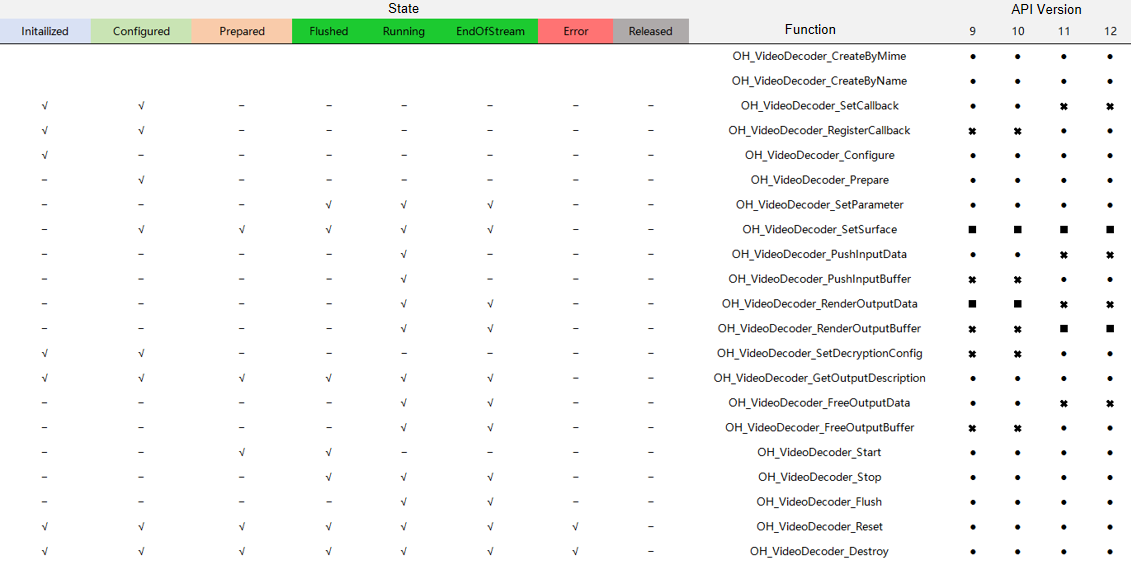 State API Version
Initailized Configured Prepared Flushed Running EndOfStream Error Released Function 9 10 11 12
OH_VideoDecoder_CreateByMime ● ● ● ●
OH_VideoDecoder_CreateByName ● ● ● ●
√ √ – – – – – – OH_VideoDecoder_SetCallback ● ● ✖ ✖
√ √ – – – – – – OH_VideoDecoder_RegisterCallback ✖ ✖ ● ●
√ – – – – – – – OH_VideoDecoder_Configure ● ● ● ●
– √ – – – – – – OH_VideoDecoder_Prepare ● ● ● ●
– – – √ √ √ – – OH_VideoDecoder_SetParameter ● ● ● ●
– √ √ √ √ √ – – OH_VideoDecoder_SetSurface ■ ■ ■ ■
– – – – √ – – – OH_VideoDecoder_PushInputData ● ● ✖ ✖
– – – – √ – – – OH_VideoDecoder_PushInputBuffer ✖ ✖ ● ●
– – – – √ √ – – OH_VideoDecoder_RenderOutputData ■ ■ ✖ ✖
– – – – √ √ – – OH_VideoDecoder_RenderOutputBuffer ✖ ✖ ■ ■
√ √ – – – – – – OH_VideoDecoder_SetDecryptionConfig ✖ ✖ ● ●
√ √ √ √ √ √ – – OH_VideoDecoder_GetOutputDescription ● ● ● ●
– – – – √ √ – – OH_VideoDecoder_FreeOutputData ● ● ✖ ✖
– – – – √ √ – – OH_VideoDecoder_FreeOutputBuffer ✖ ✖ ● ●
– – √ √ – – – – OH_VideoDecoder_Start ● ● ● ●
– – – √ √ √ – – OH_VideoDecoder_Stop ● ● ● ●
– – – – √ √ – – OH_VideoDecoder_Flush ● ● ● ●
√ √ √ √ √ √ √ – OH_VideoDecoder_Reset ● ● ● ●
√ √ √ √ √ √ √ – OH_VideoDecoder_Destroy ● ● ● ●